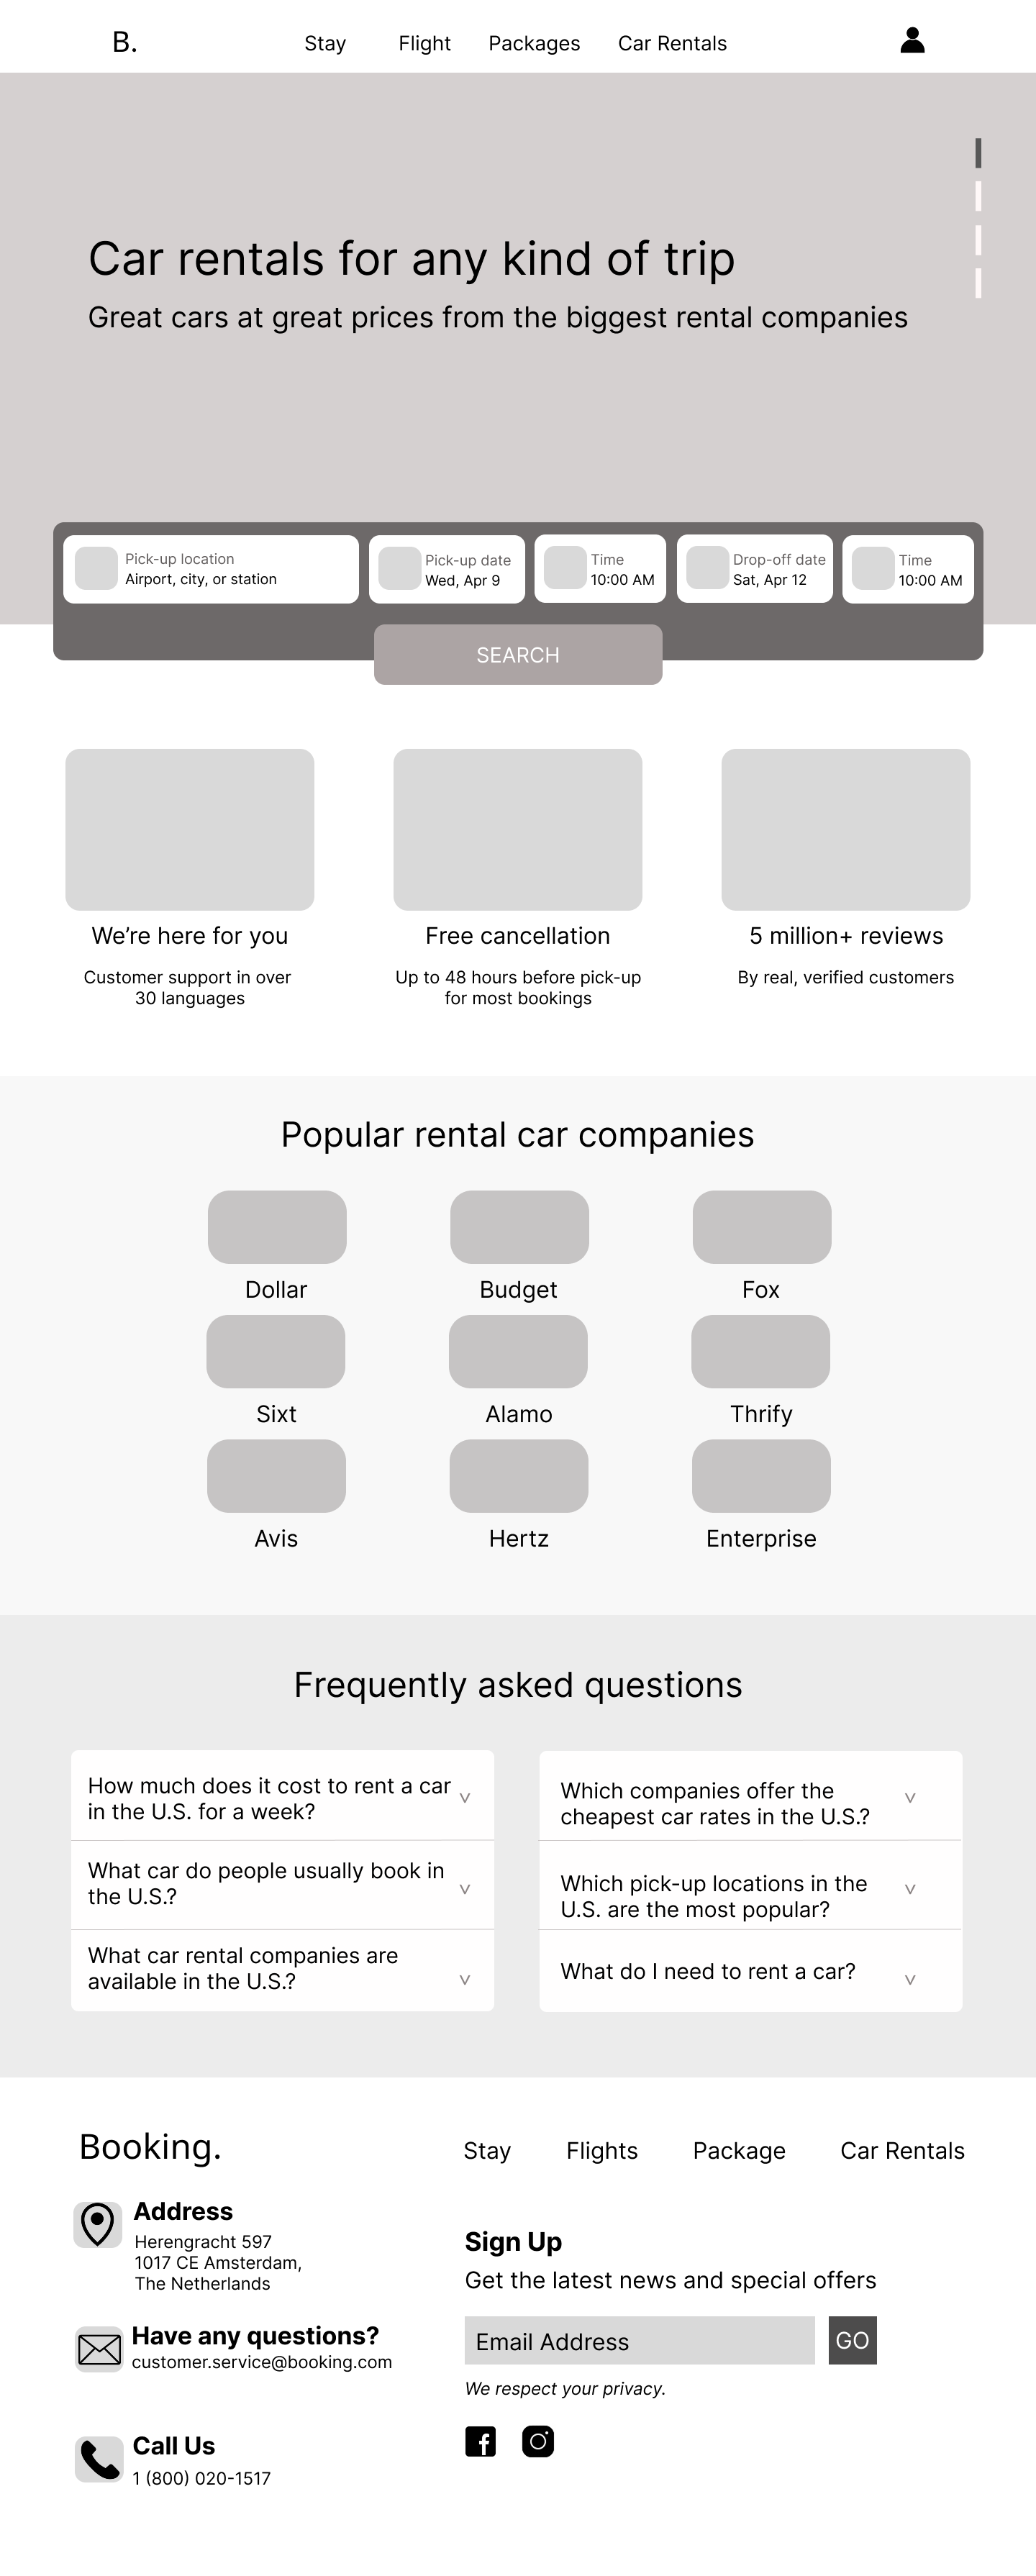 B.
Stay
Flight
Packages
Car Rentals
Car rentals for any kind of trip
Great cars at great prices from the biggest rental companies
Pick-up location
Airport, city, or station
Pick-up date
Wed, Apr 9
Time
10:00 AM
Drop-off date
Sat, Apr 12
Time
10:00 AM
SEARCH
We’re here for you
Customer support in over
30 languages
Free cancellation
Up to 48 hours before pick-up
for most bookings
5 million+ reviews
By real, verified customers
Popular rental car companies
Dollar
Budget
Fox
Sixt
Alamo
Thrify
Avis
Hertz
Enterprise
Frequently asked questions
How much does it cost to rent a car
in the U.S. for a week?
What car do people usually book in
the U.S.?
What car rental companies are
available in the U.S.?
Which companies offer the
cheapest car rates in the U.S.?
Which pick-up locations in the
U.S. are the most popular?
What do I need to rent a car?
Booking.
Address
Herengracht 597
1017 CE Amsterdam,
The Netherlands
Have any questions?
customer.service@booking.com
Call Us
1 (800) 020-1517
Stay
Flights
Package
Car Rentals
Sign Up
Get the latest news and special offers
Email Address
GO
We respect your privacy.